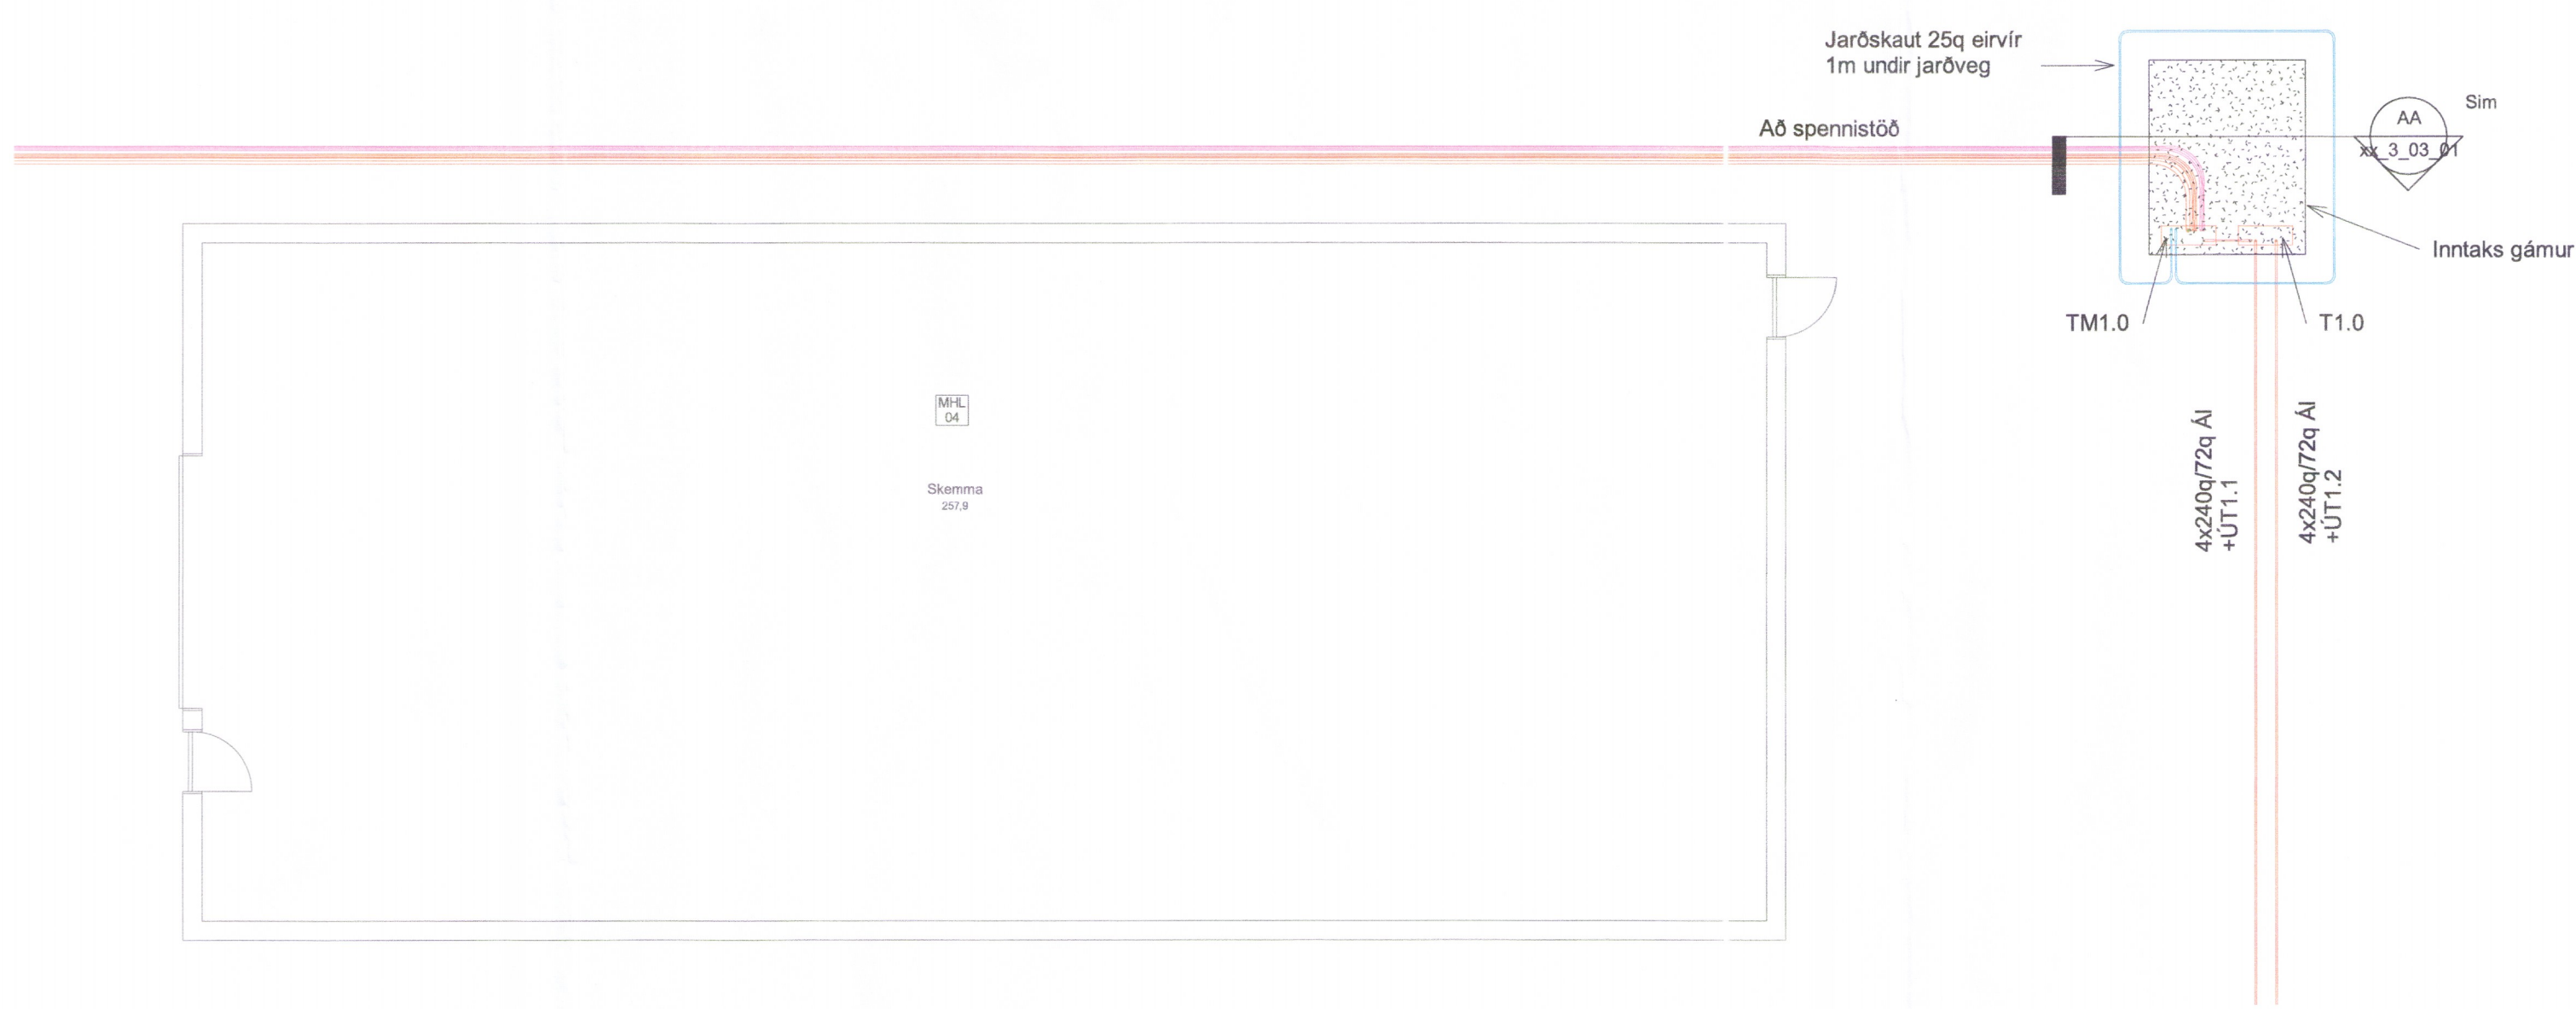 Jarðskaut 25q eirvír
1m undir jarðveg
Sim
AA
xx_3_03_01
Að spennistöð
Inntaks gámur
TM1.0
T1.0
MHL
04
Skemma
257,9
4x240q/72q Ál
+ÚT1.1
4x240q/72q Ál
+ÚT1.2